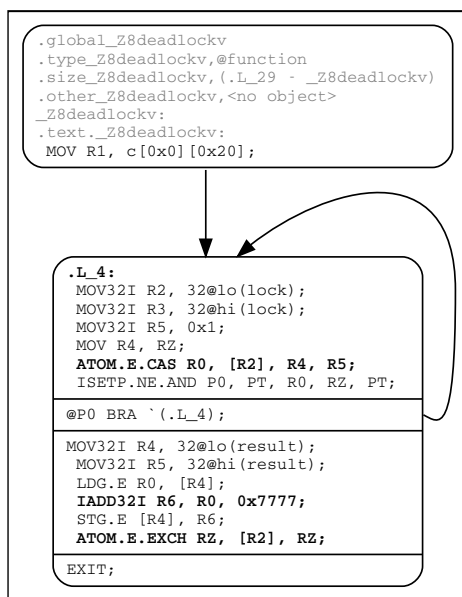 .global_Z8deadlockv
.type_Z8deadlockv,@function
.size_Z8deadlockv,(.L_29 - _Z8deadlockv)
.other_Z8deadlockv,<no object>
_Z8deadlockv:
.text._Z8deadlockv:
MOV R1, c[0x0][0x20];
.L_4:
MOV32I R2, 32@lo(lock);
MOV32I R3, 32@hi(lock);
MOV32I R5, 0x1;
MOV R4, RZ;
ATOM.E.CAS R0, [R2], R4, R5;
ISETP.NE.AND P0, PT, R0, RZ, PT;
@P0 BRA `(.L_4);
MOV32I R4, 32@lo(result);
MOV32I R5, 32@hi(result);
LDG.E R0, [R4];
IADD32I R6, R0, 0x7777;
STG.E [R4], R6;
ATOM.E.EXCH RZ, [R2], RZ;
EXIT;